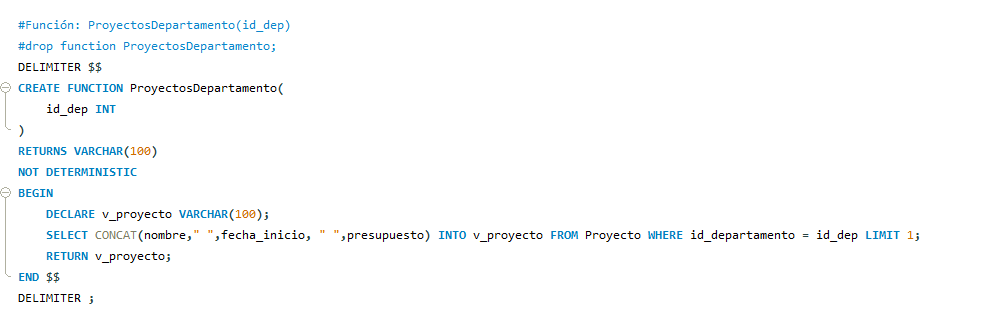 #Función: ProyectosDepartamento(id_dep)
#drop function ProyectosDepartamento;
DELIMITER $$
CREATE FUNCTION ProyectosDepartamento(
    id_dep INT
)
RETURNS VARCHAR(100)
NOT DETERMINISTIC
BEGIN
    DECLARE v_proyecto VARCHAR(100);
    SELECT CONCAT(nombre," ",fecha_inicio, " ",presupuesto) INTO v_proyecto FROM Proyecto WHERE id_departamento = id_dep LIMIT 1;
    RETURN v_proyecto;
END $$
DELIMITER ;